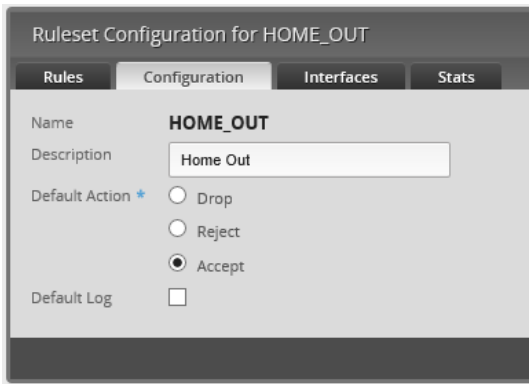 Ruleset Configuration for HOME_OUT
Rules Configuration Interfaces Stats
Name HOME_OUT
Description Home Out
Default Action * Drop
Reject
Accept
Default Log